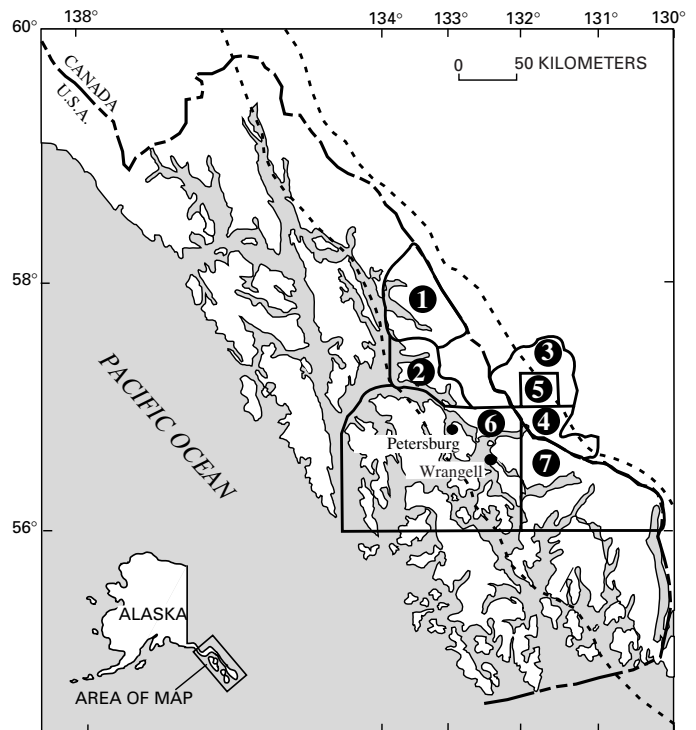 138°
134°
133°
132°
131°
130°
60°
0
50 KILOMETERS
CANADA
U.S.A.
58°
1
3
2
5
6
4
Petersburg
7
Wrangell
PACIFIC OCEAN
56°
ALASKA
AREA OF MAP